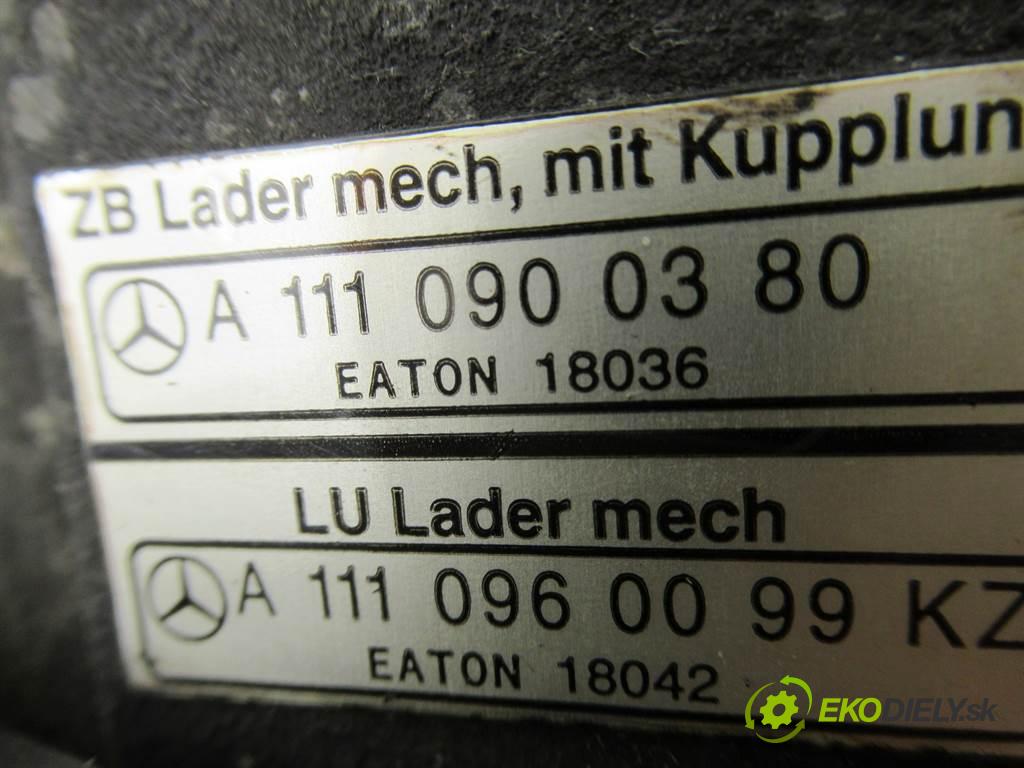 ZB Lader mech, mit Kupplun
A 111 090 03 80
EATON 18036
LU Lader mech
A 111 096 00 99 KZ
EATON 18042
EKODIELY.sk